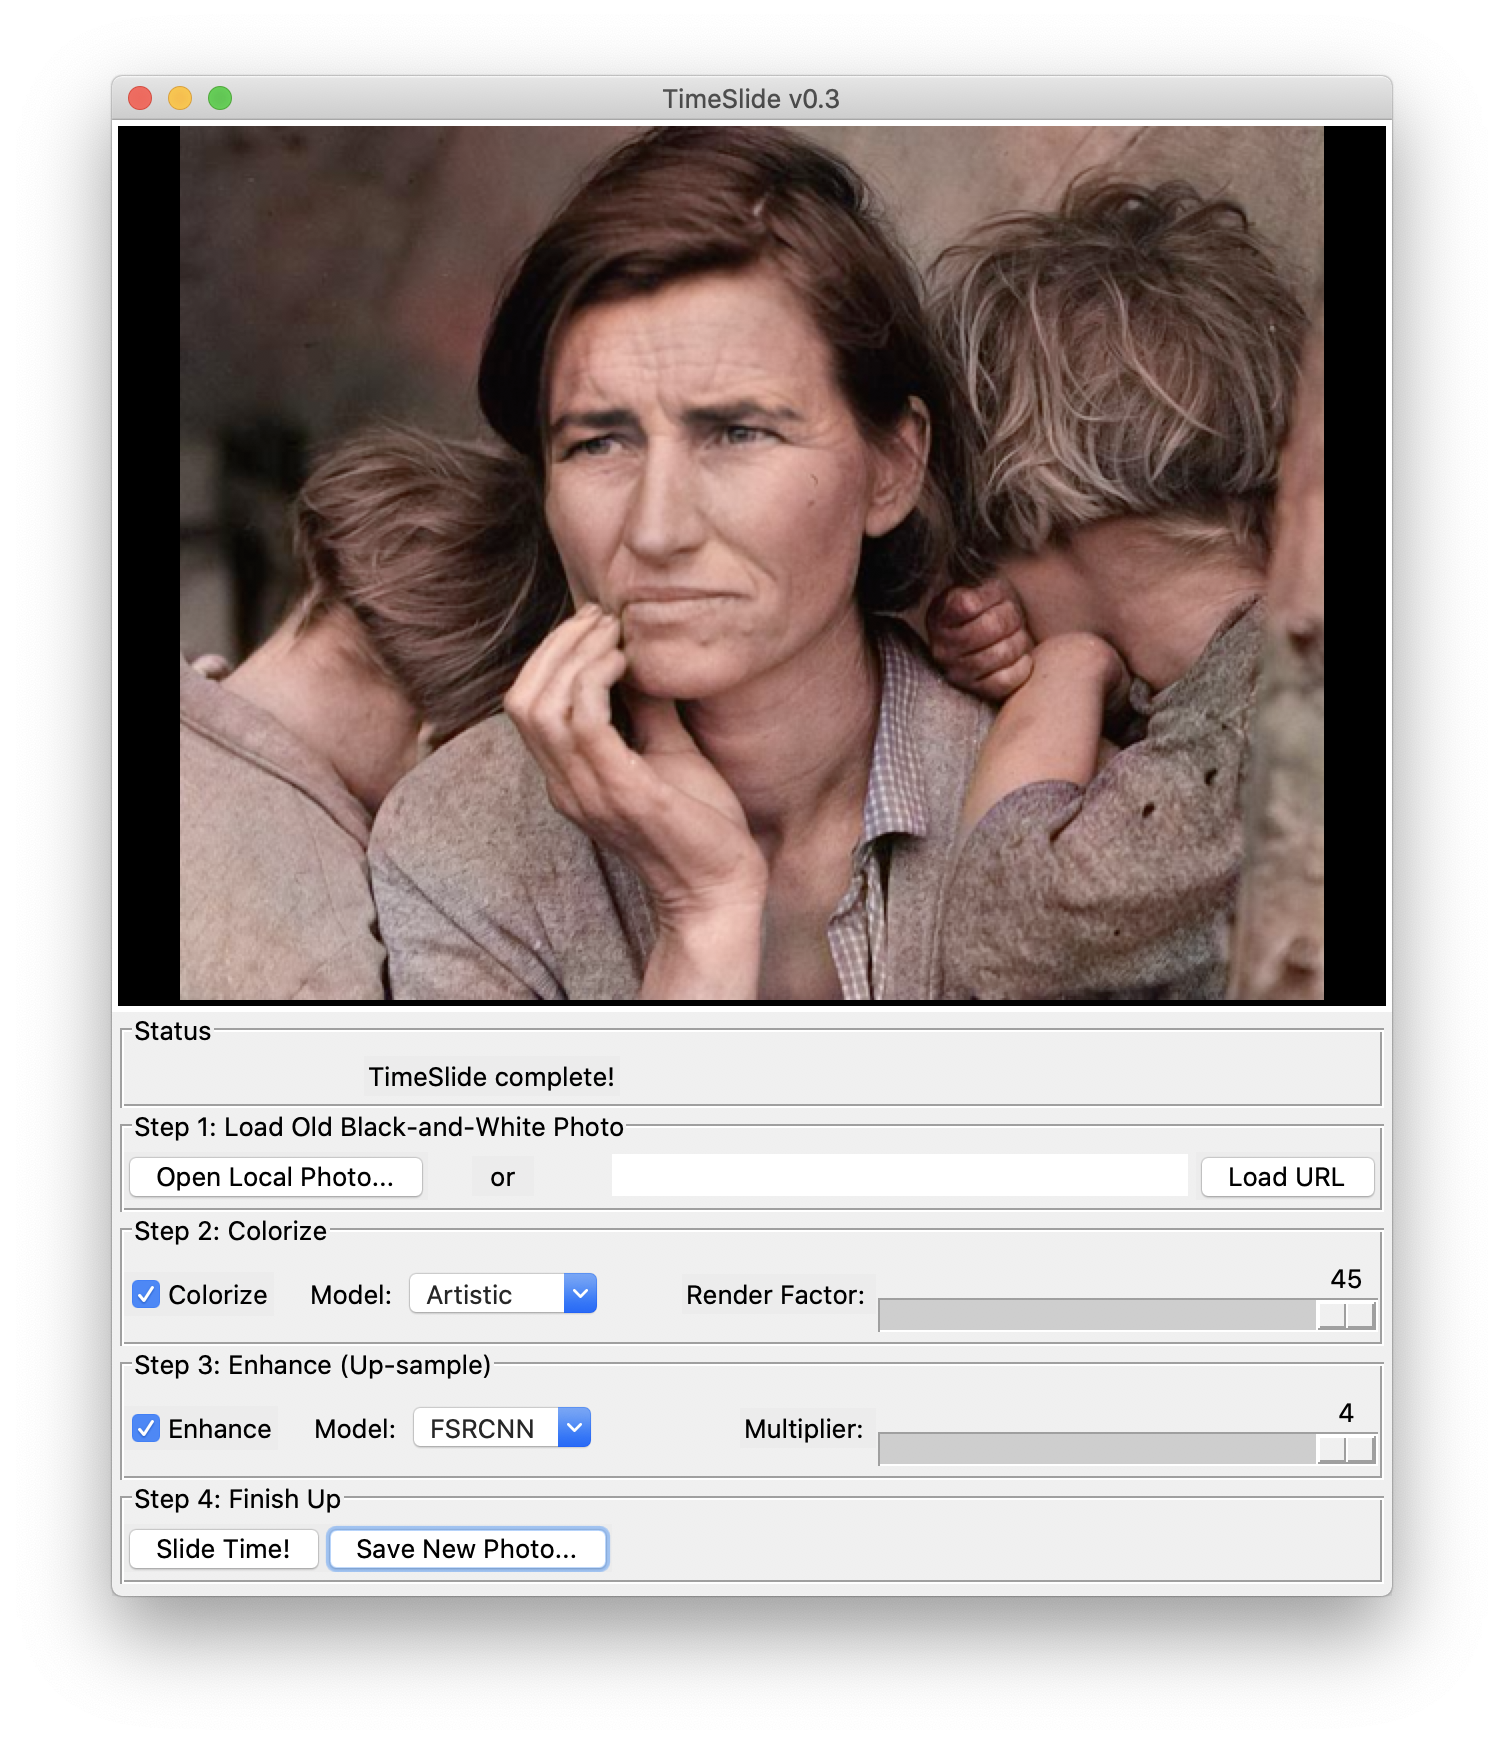 TimeSlide v0.3
Status
TimeSlide complete!
Step 1: Load Old Black-and-White Photo
Open Local Photo... or Load URL
Step 2: Colorize
Colorize Model: Artistic Render Factor: 45
Step 3: Enhance (Up-sample)
Enhance Model: FSRCNN Multiplier: 4
Step 4: Finish Up
Slide Time! Save New Photo...